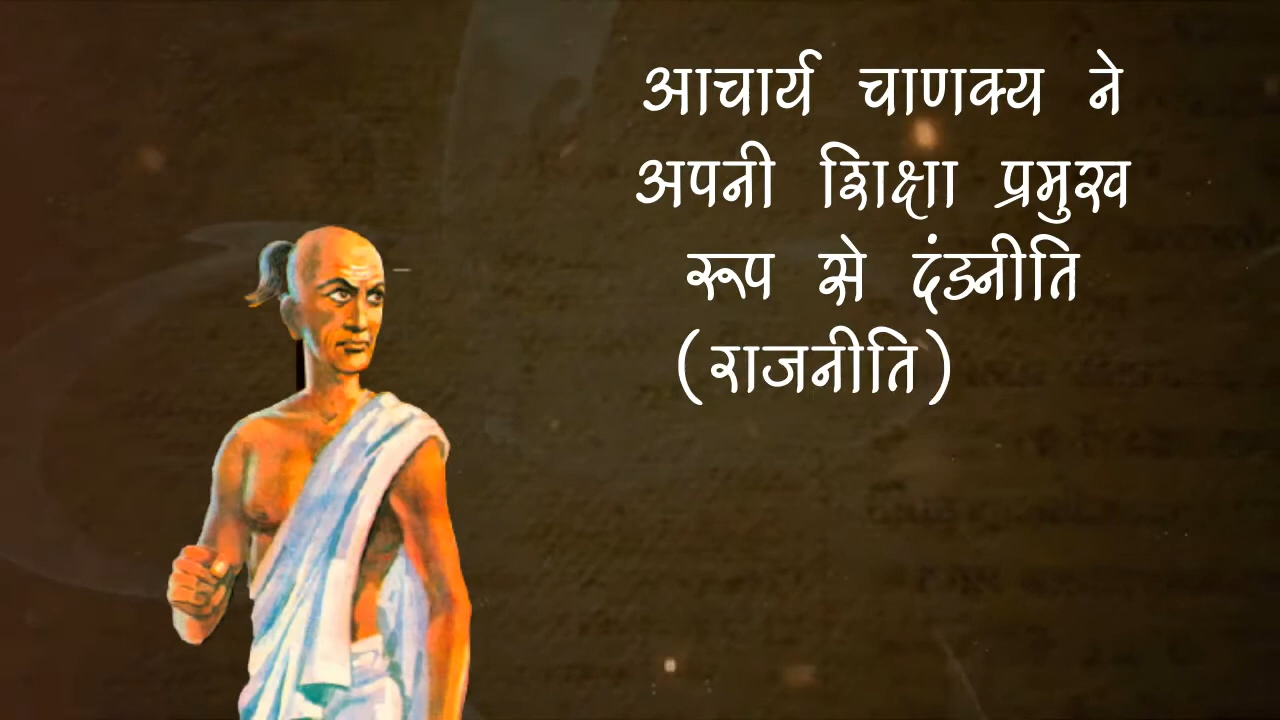 आचार्य चाणक्य ने
अपनी शिक्षा प्रमुख
रूप से दंडनीति
(राजनीति)